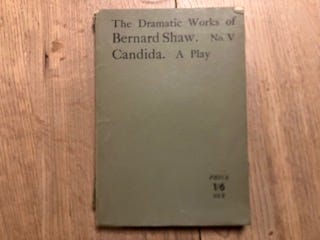 The Dramatic Works of
Bernard Shaw. No. V
Candida. A Play
PRICE
1/6
NET